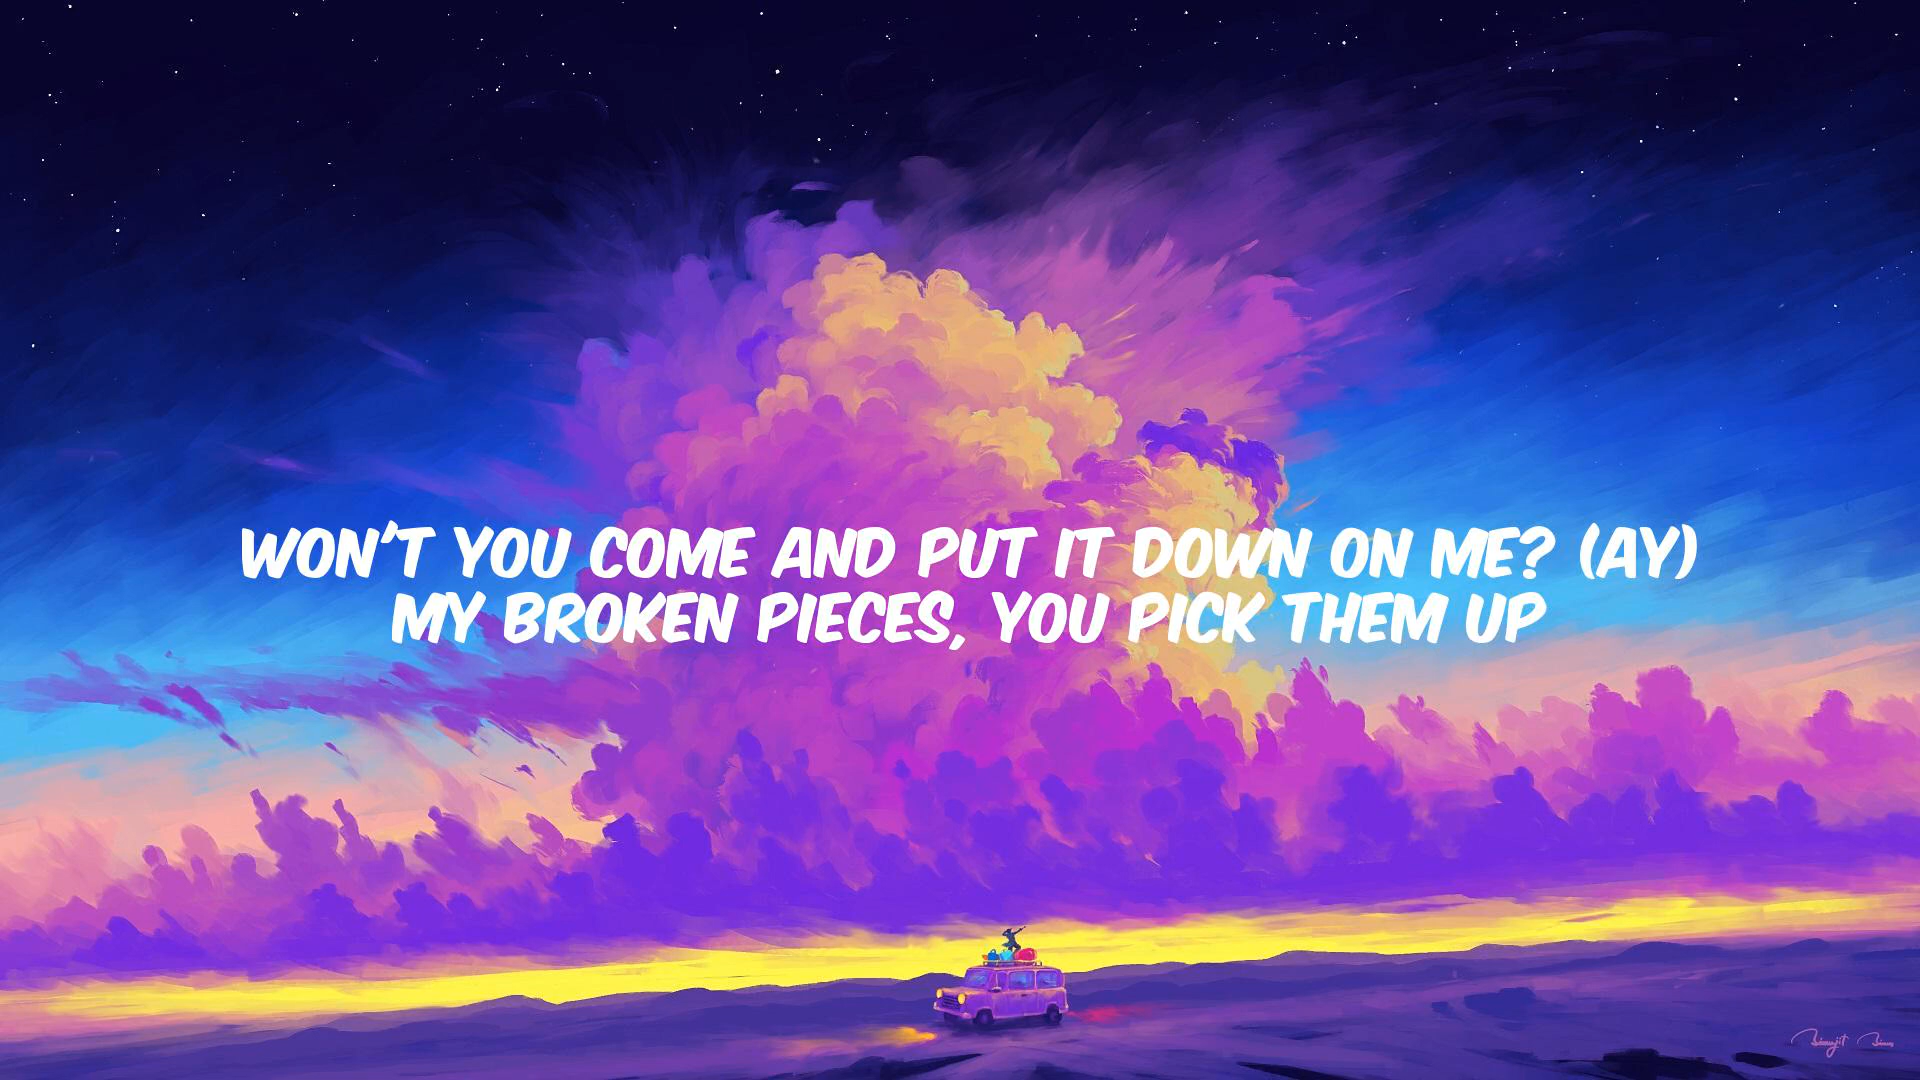 WON'T YOU COME AND PUT IT DOWN ON ME? (AY)
MY BROKEN PIECES, YOU PICK THEM UP